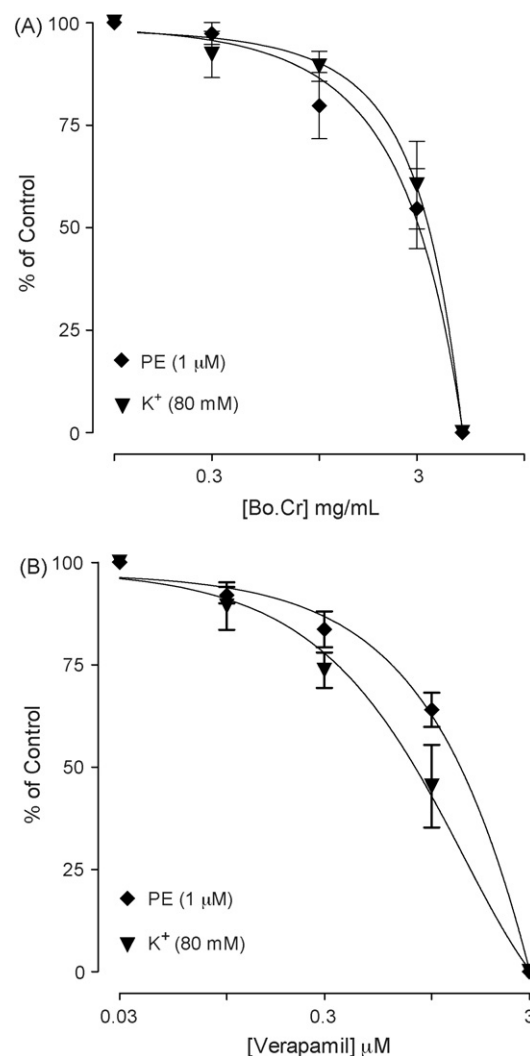 (A)
100
75
50
25
0
% of Control
PE (1 μM)
K⁺ (80 mM)
0.3
3
[Bo.Cr] mg/mL
(B)
100
75
50
25
0
% of Control
PE (1 μM)
K⁺ (80 mM)
0.03
0.3
3
[Verapamil] μM